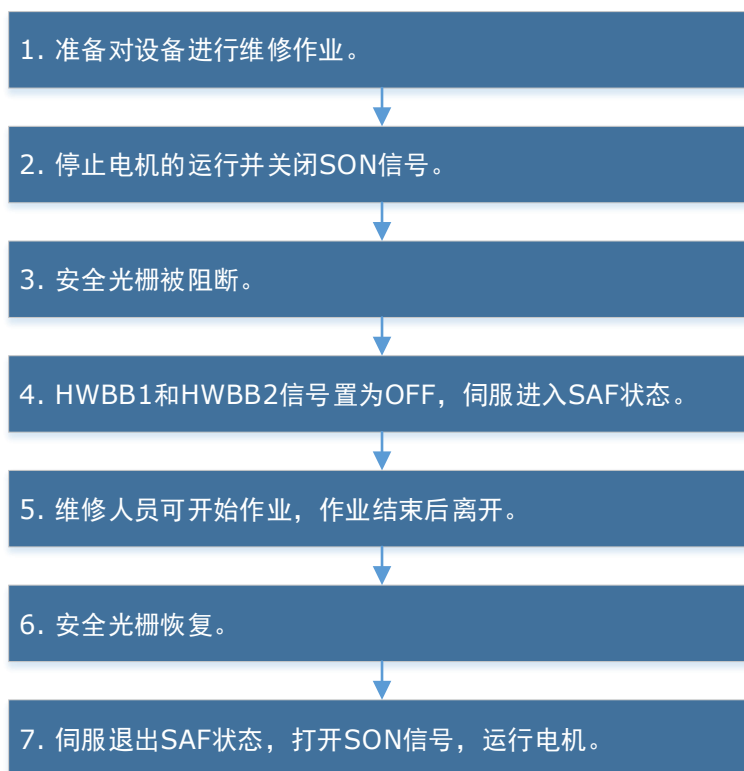 1. 准备对设备进行维修作业。
2. 停止电机的运行并关闭SON信号。
3. 安全光栅被阻断。
4. HWBB1和HWBB2信号置为OFF，伺服进入SAF状态。
5. 维修人员可开始作业，作业结束后离开。
6. 安全光栅恢复。
7. 伺服退出SAF状态，打开SON信号，运行电机。